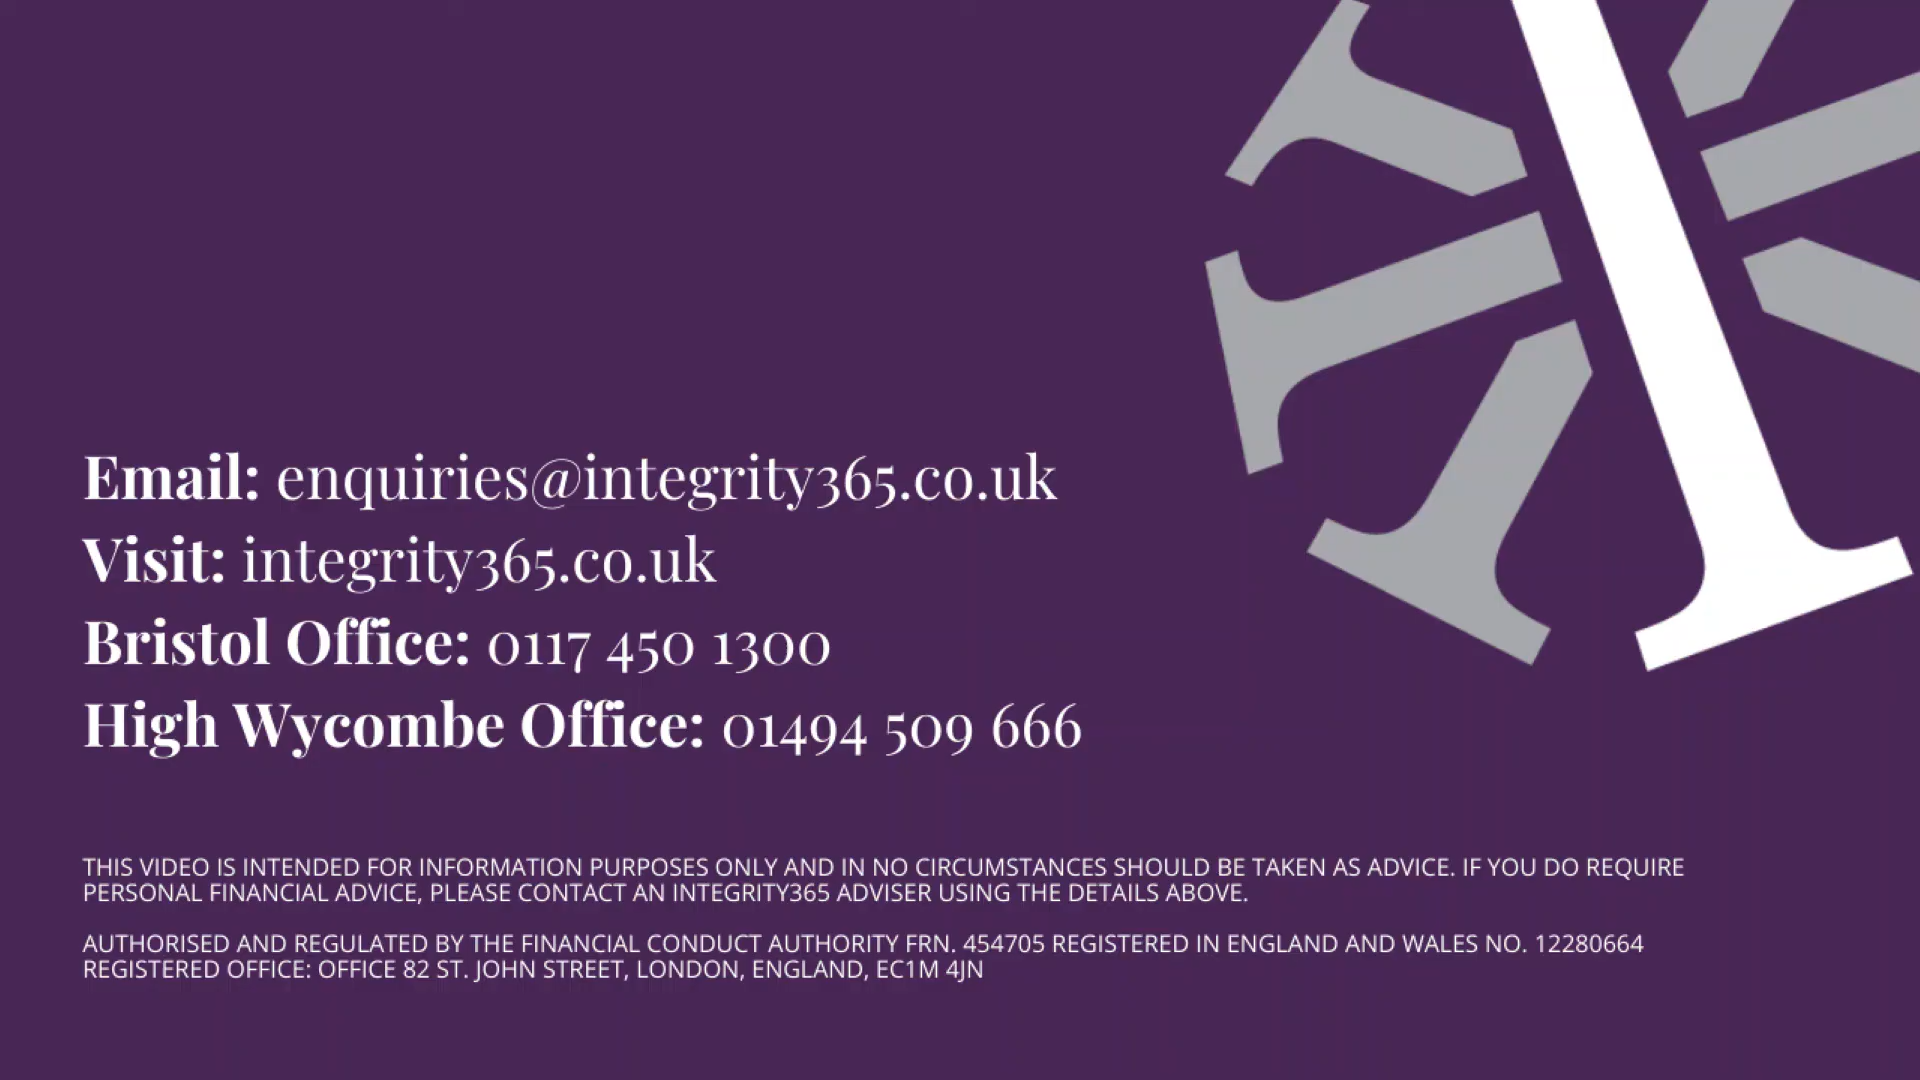 Email: enquiries@integrity365.co.uk
Visit: integrity365.co.uk
Bristol Office: 0117 450 1300
High Wycombe Office: 01494 509 666
THIS VIDEO IS INTENDED FOR INFORMATION PURPOSES ONLY AND IN NO CIRCUMSTANCES SHOULD BE TAKEN AS ADVICE. IF YOU DO REQUIRE
PERSONAL FINANCIAL ADVICE, PLEASE CONTACT AN INTEGRITY365 ADVISER USING THE DETAILS ABOVE.
AUTHORISED AND REGULATED BY THE FINANCIAL CONDUCT AUTHORITY FRN. 454705 REGISTERED IN ENGLAND AND WALES NO. 12280664
REGISTERED OFFICE: OFFICE 82 ST. JOHN STREET, LONDON, ENGLAND, EC1M 4JN